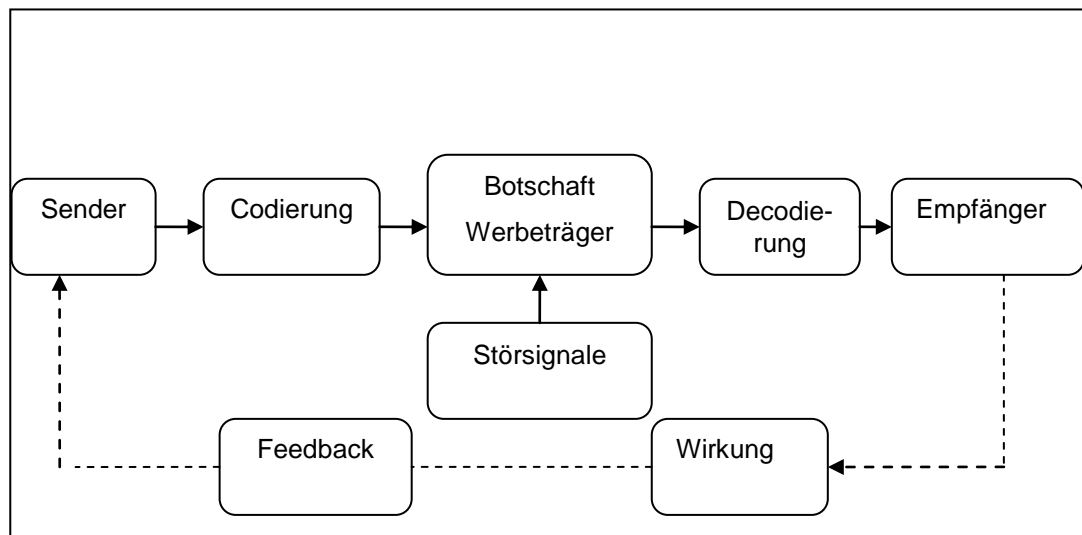 Sender
Codierung
Botschaft
Werbeträger
Decodie-
rung
Empfänger
Störsignale
Feedback
Wirkung